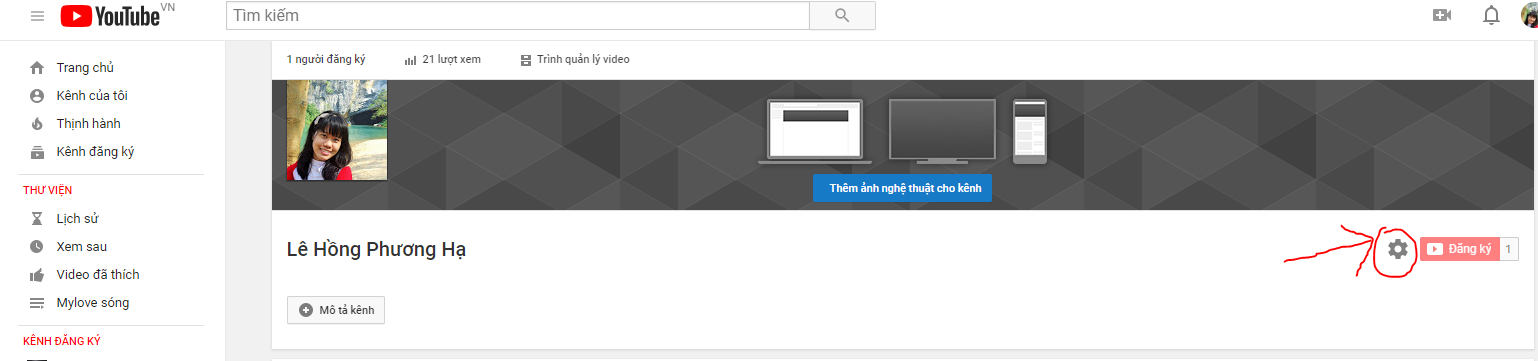 YouTube VN
Tìm kiếm
1 người đăng ký
21 lượt xem
Trình quản lý video
Trang chủ
Kênh của tôi
Thịnh hành
Kênh đăng ký
THƯ VIỆN
Lịch sử
Xem sau
Video đã thích
Mylove sóng
KÊNH ĐĂNG KÝ
Thêm ảnh nghệ thuật cho kênh
Lê Hồng Phương Hạ
Đăng ký 1
Mô tả kênh